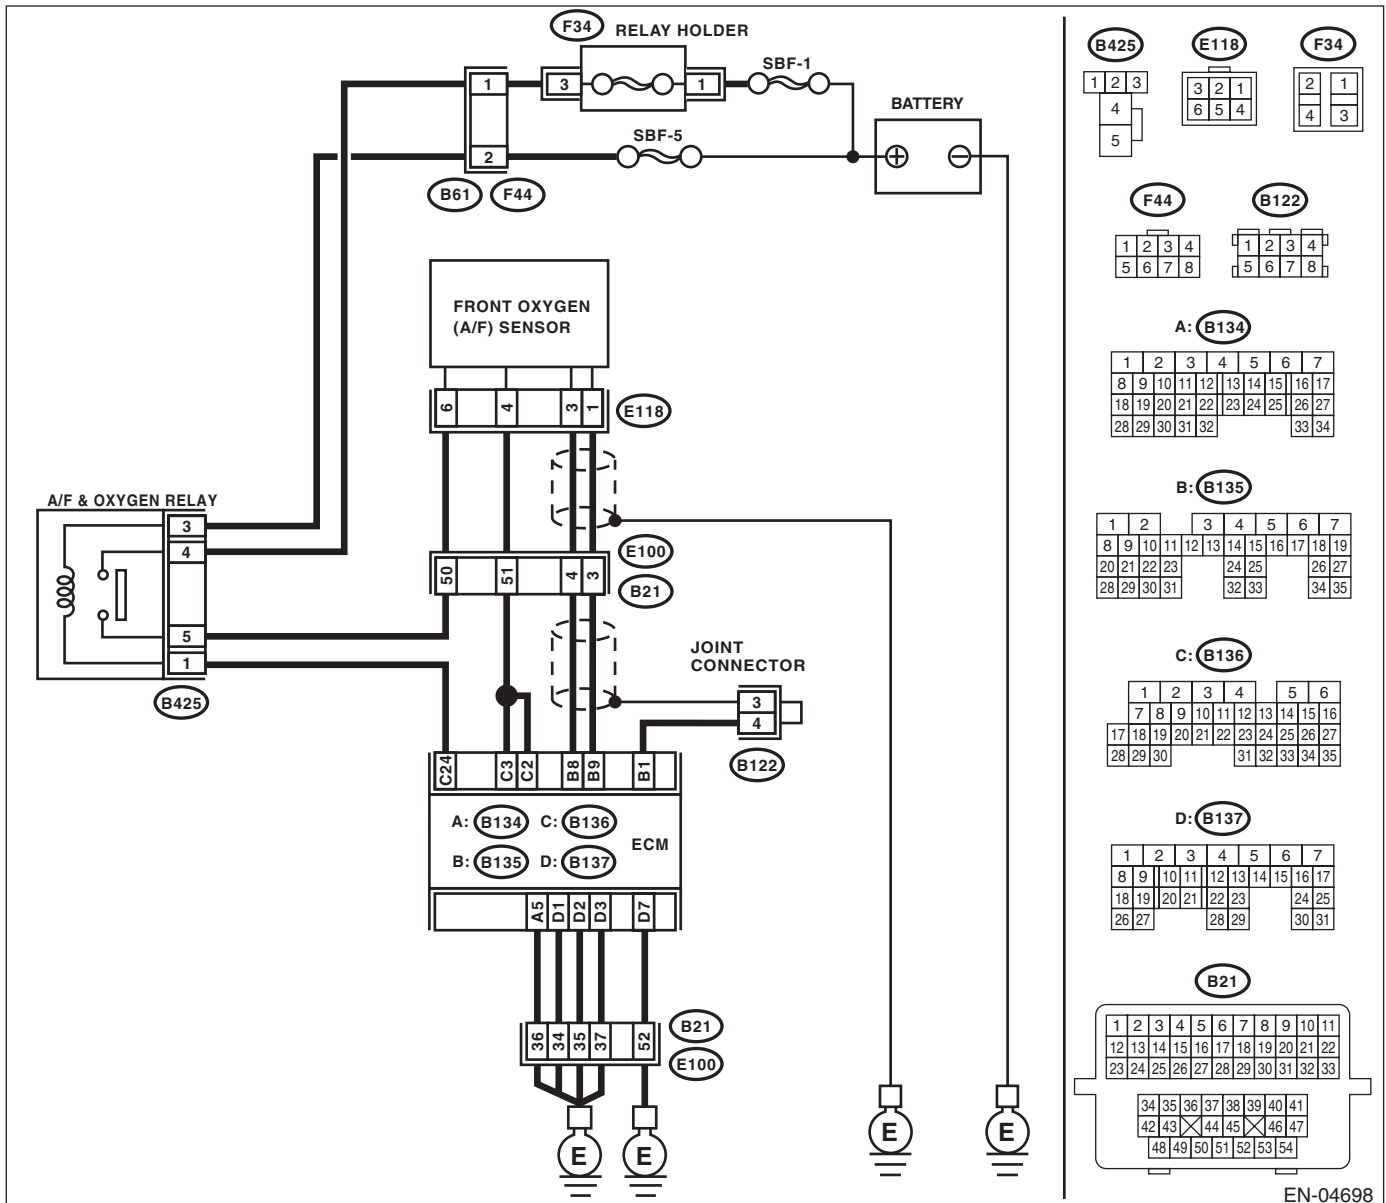 F34 RELAY HOLDER
SBF-1
1
3
1
BATTERY
SBF-5
2
B61 F44
FRONT OXYGEN
(A/F) SENSOR
6 4 3 1
E118
A/F & OXYGEN RELAY
3
4
5
1
B425
E100
50 51 4 3
B21
JOINT
CONNECTOR
3
4
B122
C24 C3 C2 B8 B9 B1
A: B134 C: B136
ECM
B: B135 D: B137
A5 D1 D2 D3 D7
B21
36 34 35 37 52
E100
E E E E
B425 E118 F34
1 2 3
4
5
3 2 1
6 5 4
2 1
4 3
F44 B122
1 2 3 4
5 6 7 8
1 2 3 4
5 6 7 8
A: B134
1 2 3 4 5 6 7
8 9 10 11 12 13 14 15 16 17
18 19 20 21 22 23 24 25 26 27
28 29 30 31 32 33 34
B: B135
1 2 3 4 5 6 7
8 9 10 11 12 13 14 15 16 17 18 19
20 21 22 23 24 25 26 27
28 29 30 31 32 33 34 35
C: B136
1 2 3 4 5 6
7 8 9 10 11 12 13 14 15 16
17 18 19 20 21 22 23 24 25 26 27
28 29 30 31 32 33 34 35
D: B137
1 2 3 4 5 6 7
8 9 10 11 12 13 14 15 16 17
18 19 20 21 22 23 24 25
26 27 28 29 30 31
B21
1 2 3 4 5 6 7 8 9 10 11
12 13 14 15 16 17 18 19 20 21 22
23 24 25 26 27 28 29 30 31 32 33
34 35 36 37 38 39 40 41
42 43 44 45 46 47
48 49 50 51 52 53 54
EN-04698